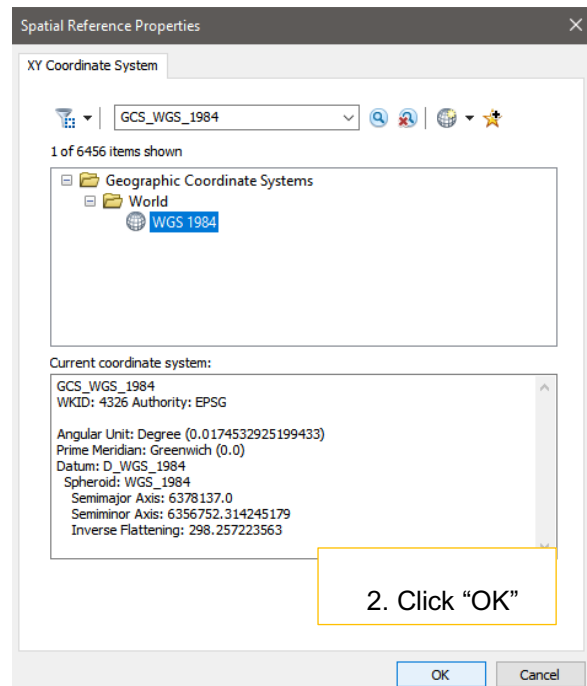 Spatial Reference Properties
XY Coordinate System
GCS_WGS_1984
1 of 6456 items shown
Geographic Coordinate Systems
World
WGS 1984
Current coordinate system:
GCS_WGS_1984
WKID: 4326 Authority: EPSG
Angular Unit: Degree (0.0174532925199433)
Prime Meridian: Greenwich (0.0)
Datum: D_WGS_1984
Spheroid: WGS_1984
Semimajor Axis: 6378137.0
Semiminor Axis: 6356752.314245179
Inverse Flattening: 298.257223563
2. Click “OK”
OK Cancel